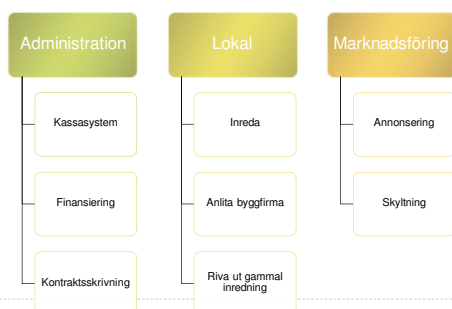 Administration
Kassasystem
Finansiering
Kontraktsskrivning
Lokal
Inreda
Anlita byggfirma
Riva ut gammal
inredning
Marknadsföring
Annonsering
Skyltning